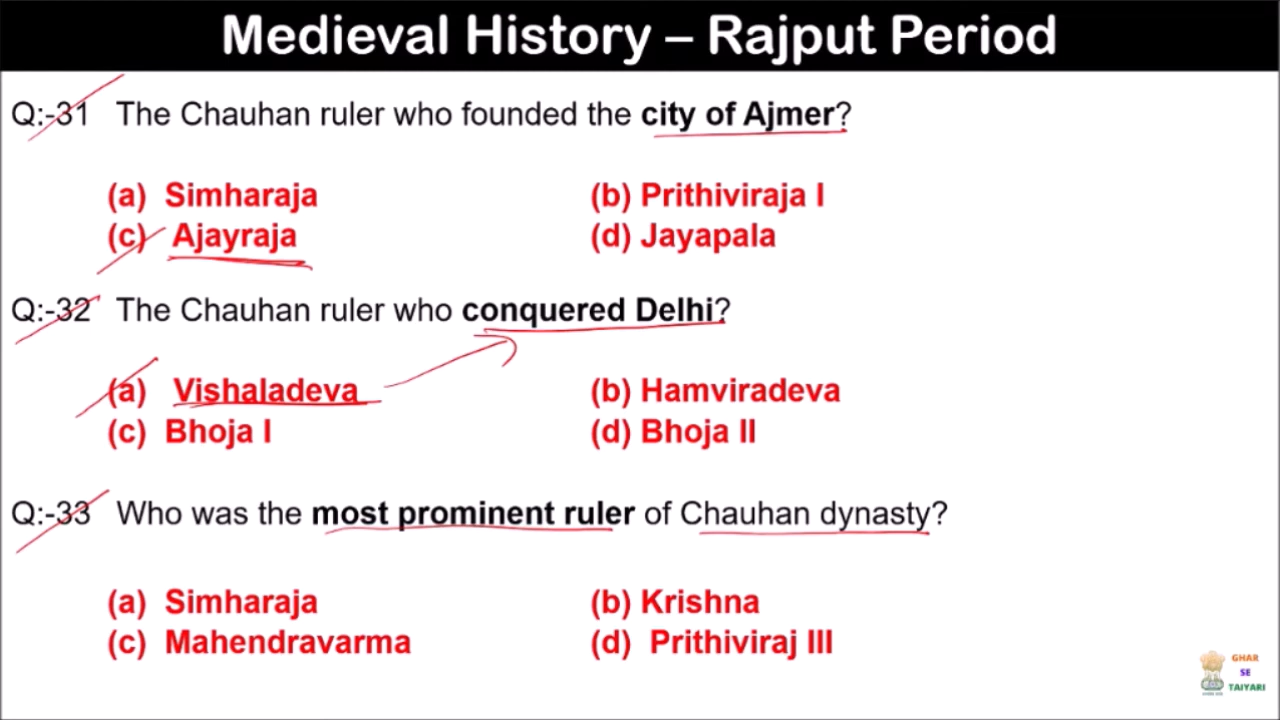 Medieval History – Rajput Period
Q:-31 The Chauhan ruler who founded the city of Ajmer?
(a) Simharaja (b) Prithiviraja I
(c) Ajayraja (d) Jayapala
Q:-32 The Chauhan ruler who conquered Delhi?
(a) Vishaladeva (b) Hamviradeva
(c) Bhoja I (d) Bhoja II
Q:-33 Who was the most prominent ruler of Chauhan dynasty?
(a) Simharaja (b) Krishna
(c) Mahendravarma (d) Prithiviraj III
GHAR
SE
TAIYARI